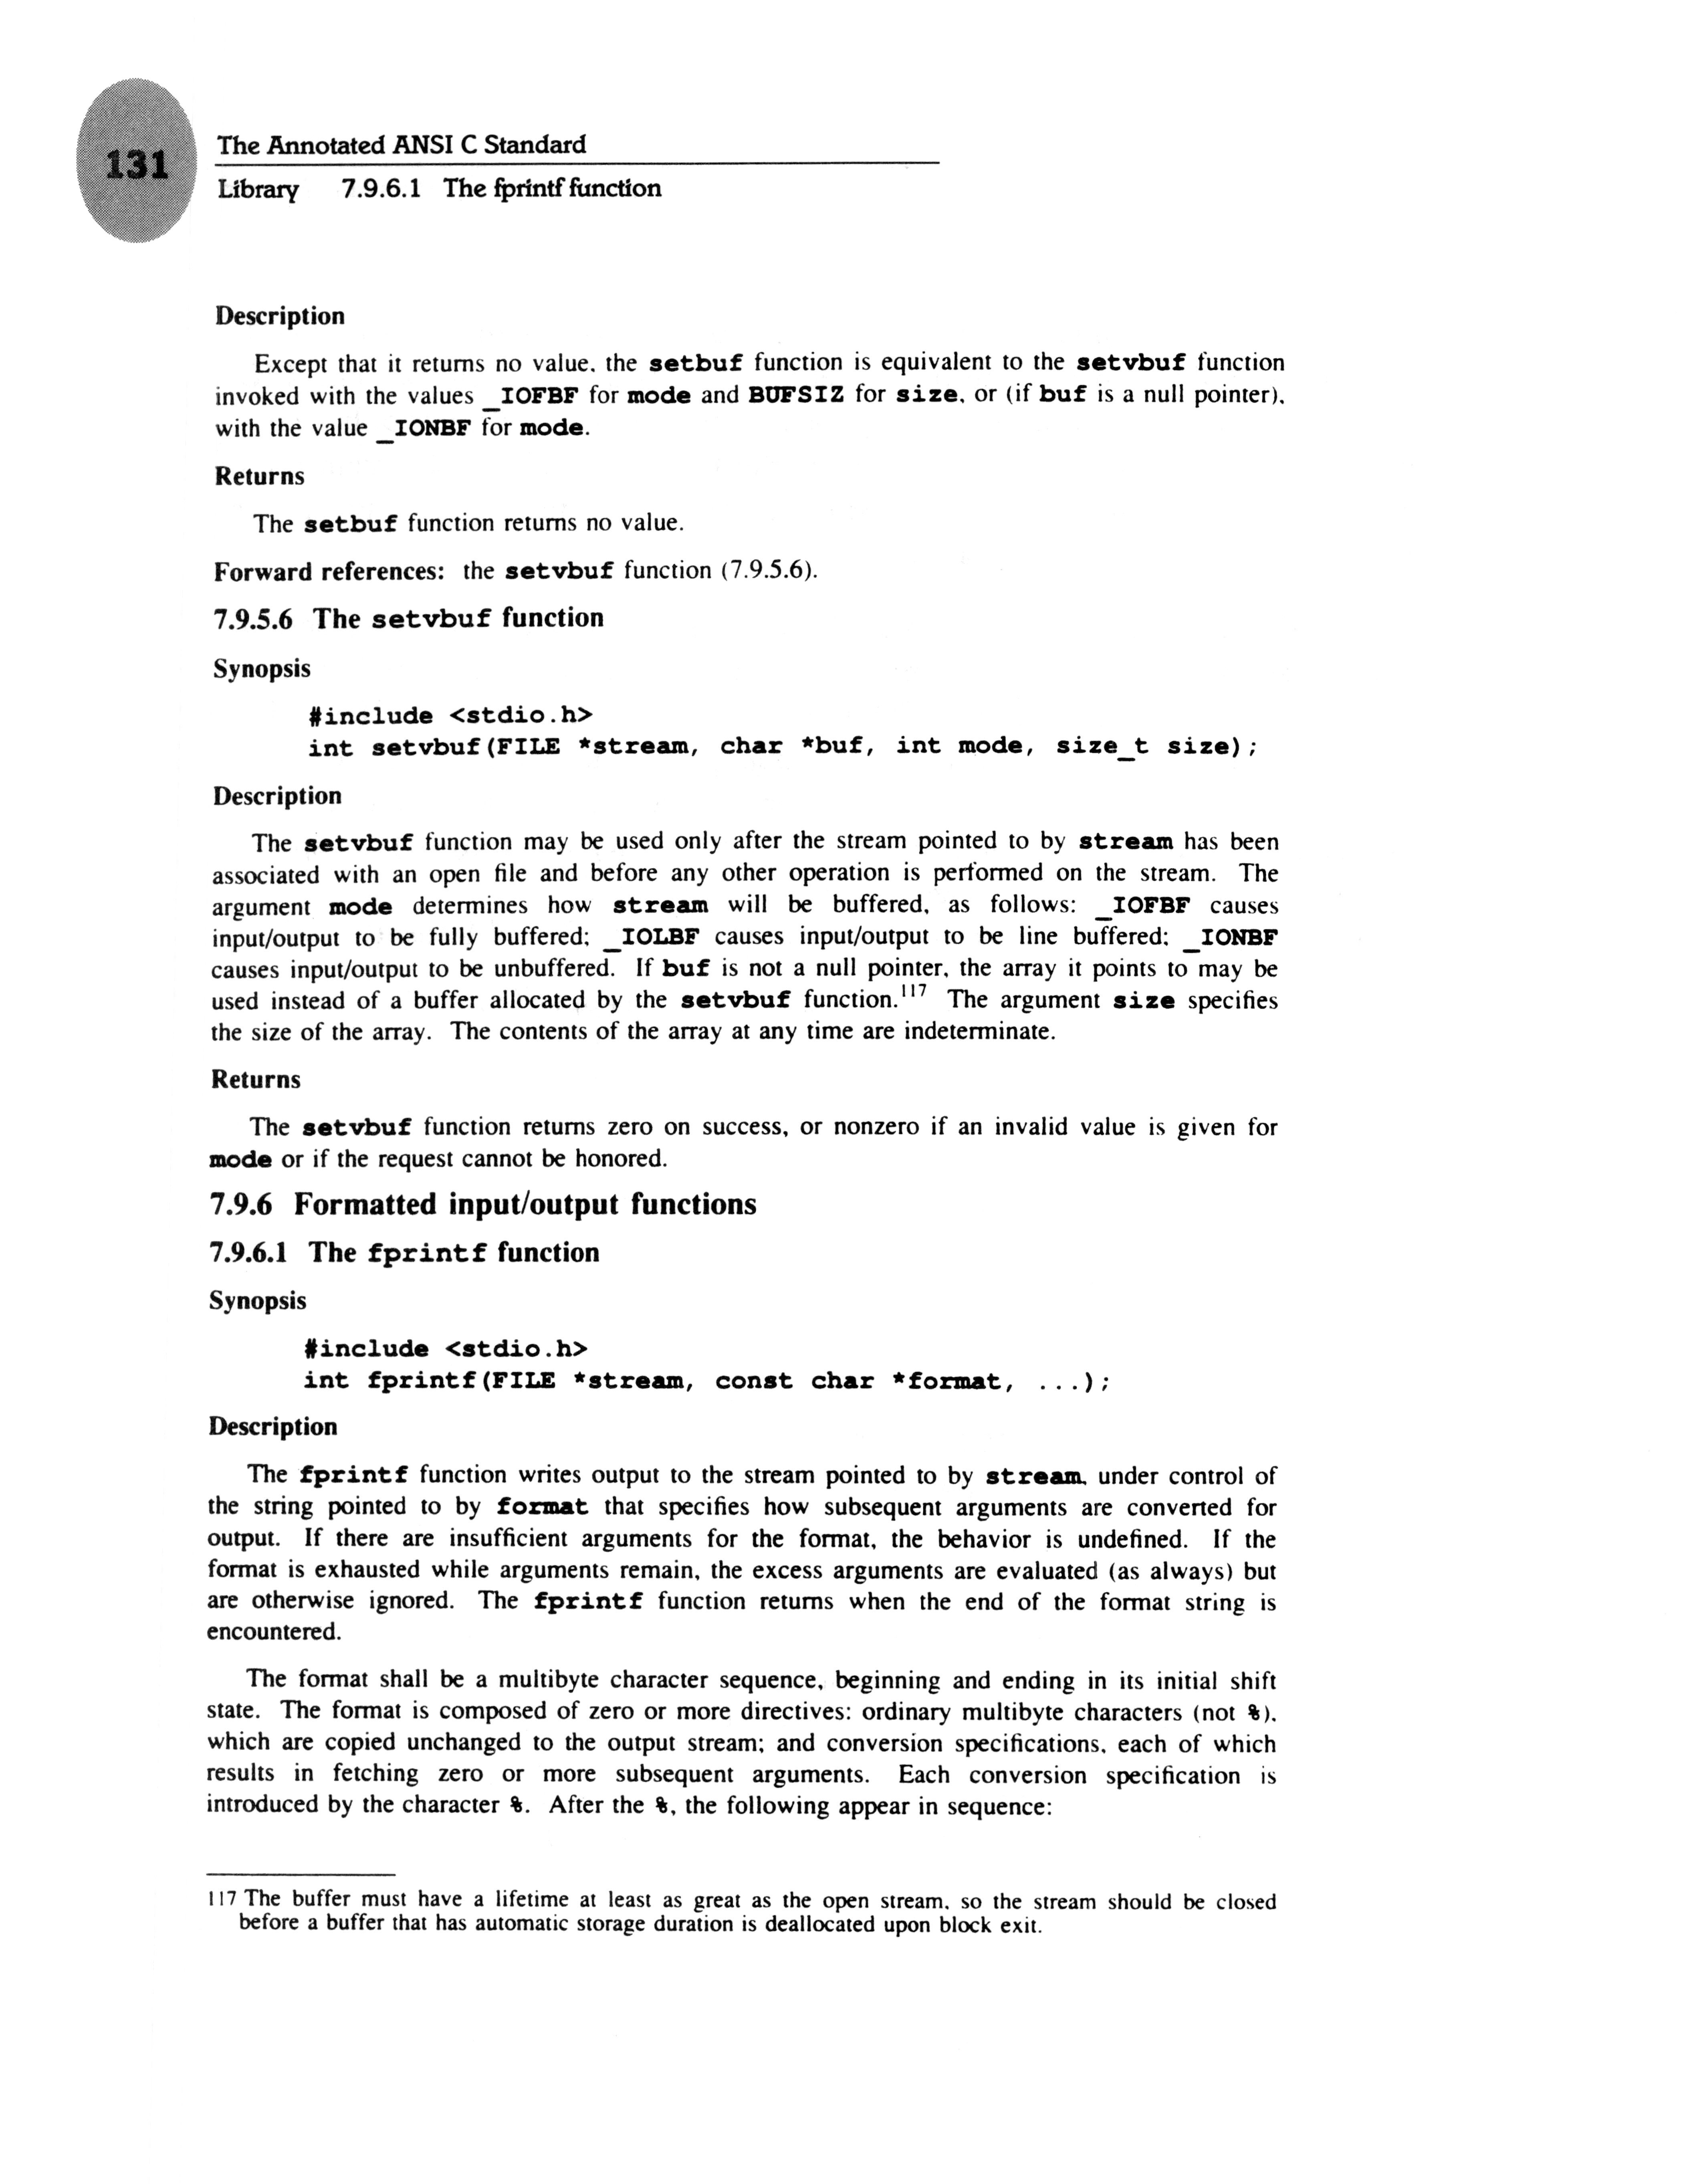 131
The Annotated ANSI C Standard
Library 7.9.6.1 The fprintf function
Description
Except that it returns no value, the setbuf function is equivalent to the setvbuf function
invoked with the values _IOFBF for mode and BUFSIZ for size, or (if buf is a null pointer),
with the value _IONBF for mode.
Returns
The setbuf function returns no value.
Forward references: the setvbuf function (7.9.5.6).
7.9.5.6 The setvbuf function
Synopsis
#include <stdio.h>
int setvbuf(FILE *stream, char *buf, int mode, size_t size);
Description
The setvbuf function may be used only after the stream pointed to by stream has been
associated with an open file and before any other operation is performed on the stream. The
argument mode determines how stream will be buffered, as follows: _IOFBF causes
input/output to be fully buffered; _IOLBF causes input/output to be line buffered; _IONBF
causes input/output to be unbuffered. If buf is not a null pointer, the array it points to may be
used instead of a buffer allocated by the setvbuf function.117 The argument size specifies
the size of the array. The contents of the array at any time are indeterminate.
Returns
The setvbuf function returns zero on success, or nonzero if an invalid value is given for
mode or if the request cannot be honored.
7.9.6 Formatted input/output functions
7.9.6.1 The fprintf function
Synopsis
#include <stdio.h>
int fprintf(FILE *stream, const char *format, ...);
Description
The fprintf function writes output to the stream pointed to by stream, under control of
the string pointed to by format that specifies how subsequent arguments are converted for
output. If there are insufficient arguments for the format, the behavior is undefined. If the
format is exhausted while arguments remain, the excess arguments are evaluated (as always) but
are otherwise ignored. The fprintf function returns when the end of the format string is
encountered.
The format shall be a multibyte character sequence, beginning and ending in its initial shift
state. The format is composed of zero or more directives: ordinary multibyte characters (not %),
which are copied unchanged to the output stream; and conversion specifications, each of which
results in fetching zero or more subsequent arguments. Each conversion specification is
introduced by the character %. After the %, the following appear in sequence:
117 The buffer must have a lifetime at least as great as the open stream, so the stream should be closed
before a buffer that has automatic storage duration is deallocated upon block exit.